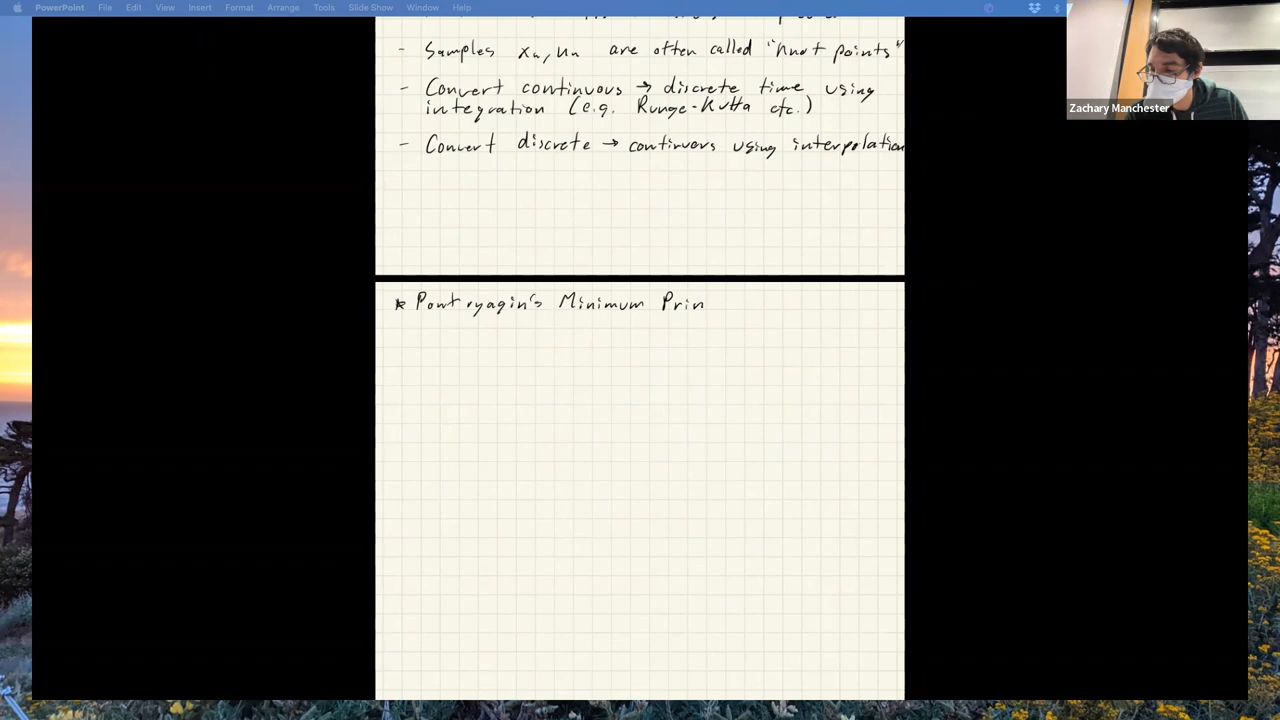 PowerPoint File Edit View Insert Format Arrange Tools Slide Show Window Help
- Samples xn, un are often called "knot points"
- Convert continuous → discrete time using
integration (e.g. Runge-Kutta etc.)
- Convert discrete → continuous using interpolation
Zachary Manchester
* Pontryagin's Minimum Prin